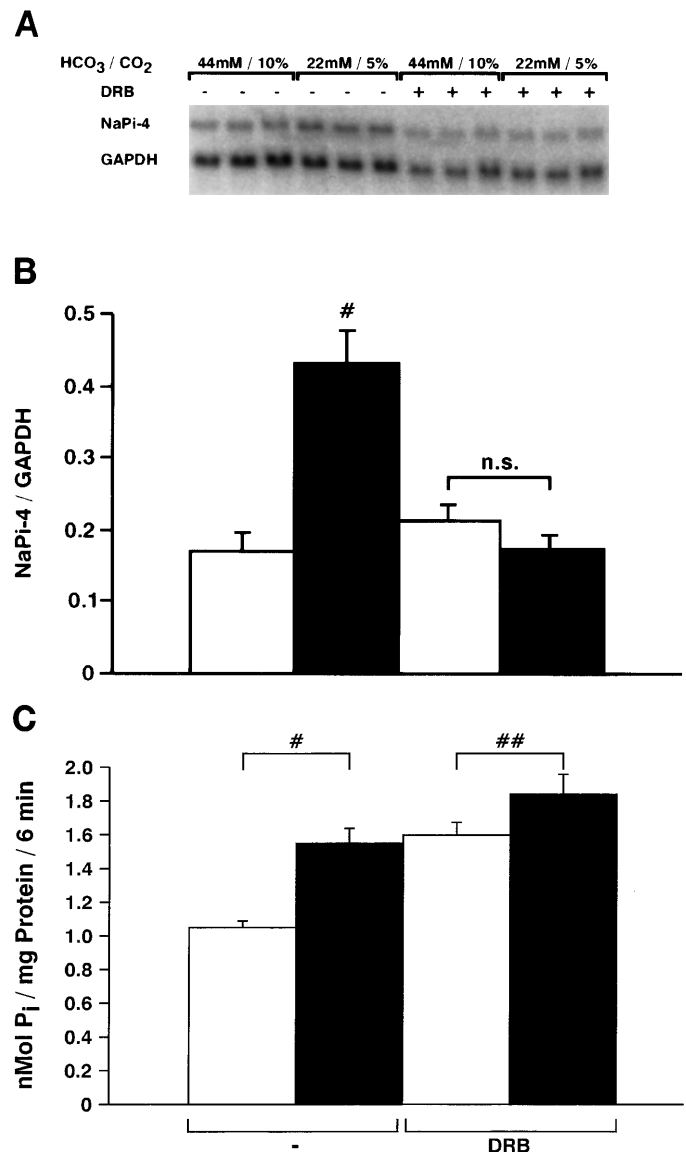 A
HCO3 / CO2 44mM / 10% 22mM / 5% 44mM / 10% 22mM / 5%
DRB - - - - - - + + + + + +
NaPi-4
GAPDH
B
NaPi-4 / GAPDH
0.5
0.4
0.3
0.2
0.1
0
#
n.s.
C
nMol Pi / mg Protein / 6 min
2.0
1.8
1.6
1.4
1.2
1.0
0.8
0.6
0.4
0.2
0
# ##
- DRB